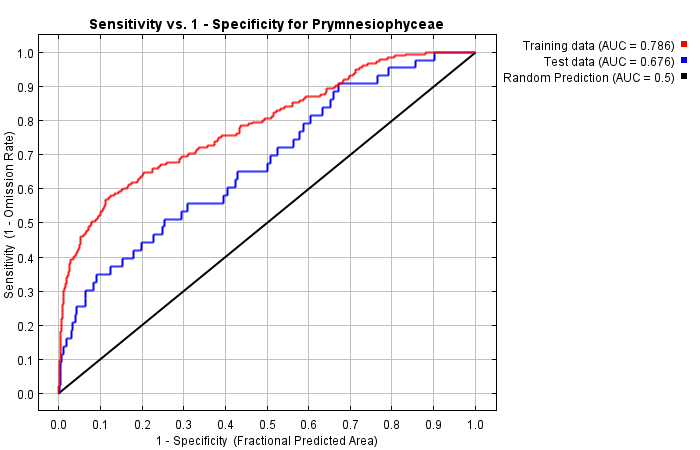 Sensitivity vs. 1 - Specificity for Prymnesiophyceae
Training data (AUC = 0.786)
Test data (AUC = 0.676)
Random Prediction (AUC = 0.5)
Sensitivity (1 - Omission Rate)
1.0
0.9
0.8
0.7
0.6
0.5
0.4
0.3
0.2
0.1
0.0
0.0 0.1 0.2 0.3 0.4 0.5 0.6 0.7 0.8 0.9 1.0
1 - Specificity (Fractional Predicted Area)